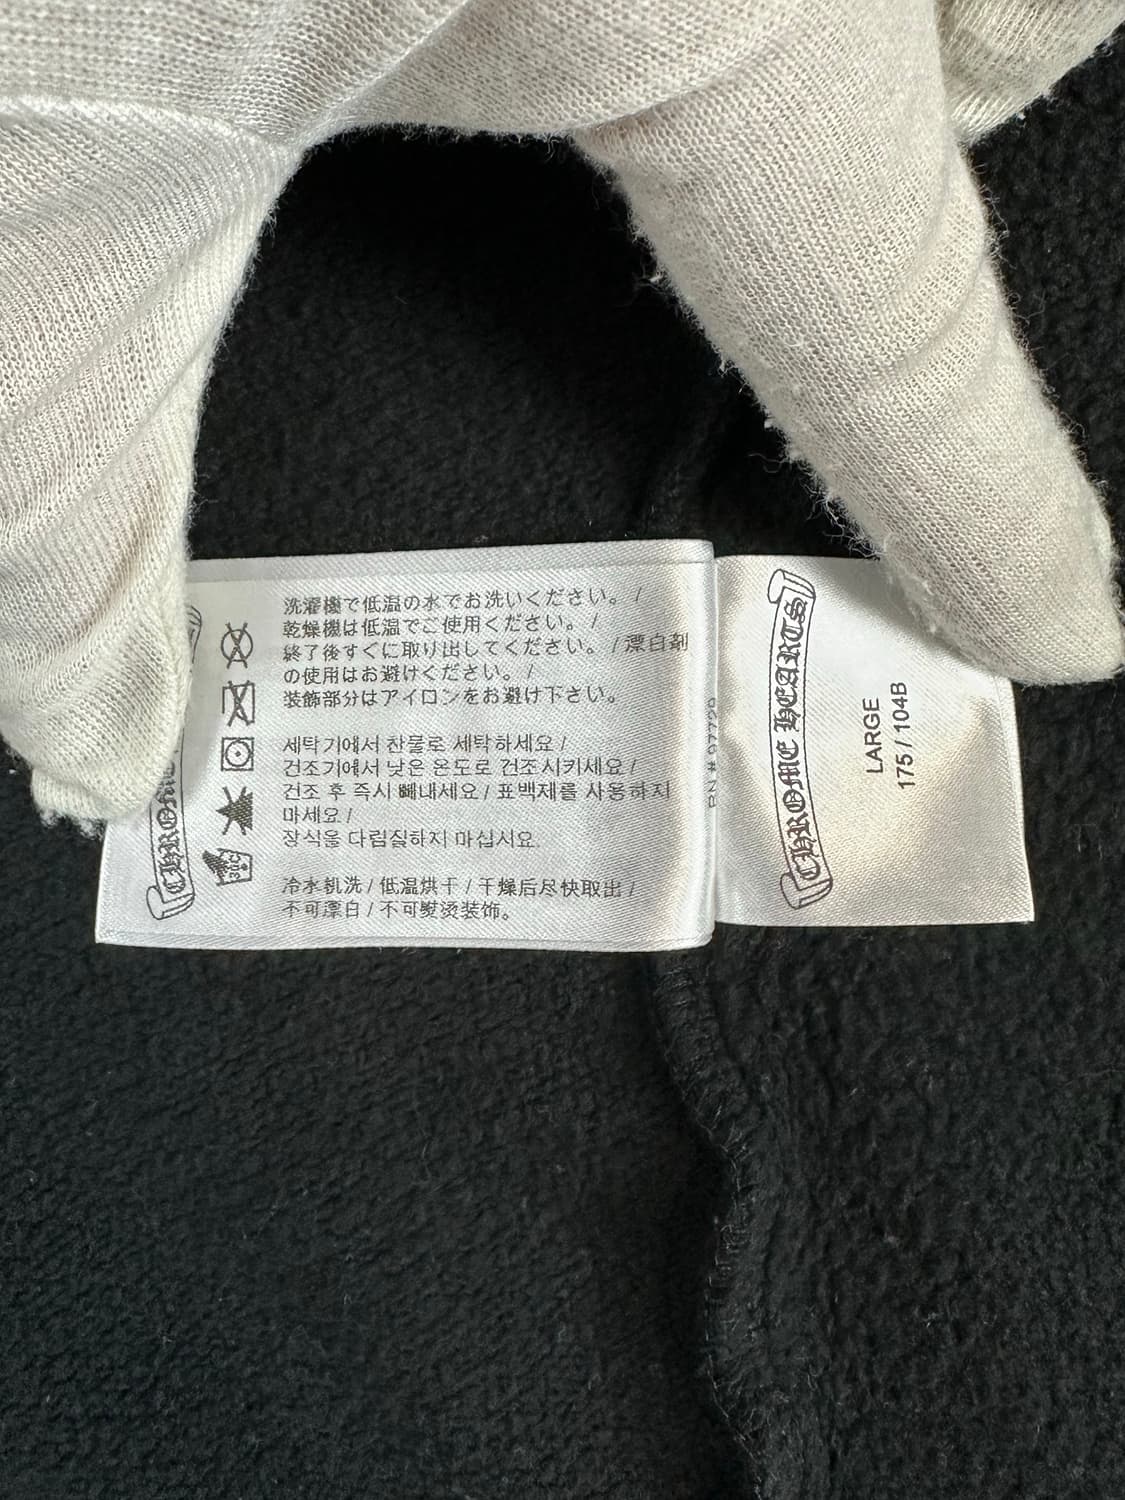 洗濯機で低温の水でお洗いください。 /
乾燥機は低温でご使用ください。 /
終了後すぐに取り出してください。 / 漂白剤
の使用はお避けください。 /
装飾部分はアイロンをお避け下さい。
세탁기에서 찬물로 세탁하세요 /
건조기에서 낮은 온도로 건조시키세요 /
건조 후 즉시 빼내세요 / 표백제를 사용하지
마세요 /
장식을 다림질하지 마십시요.
冷水机洗 / 低温烘干 / 干燥后尽快取出 /
不可漂白 / 不可熨烫装饰。
30C
CHROME
RN # 97729
CHROME HEARTS
LARGE
175 / 104B